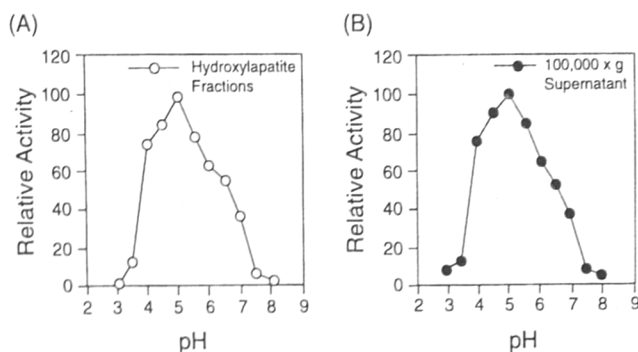 (A)
Relative Activity
120
100
80
60
40
20
0
Hydroxylapatite
Fractions
2 3 4 5 6 7 8 9
pH
(B)
Relative Activity
120
100
80
60
40
20
0
100,000 x g
Supernatant
2 3 4 5 6 7 8 9
pH